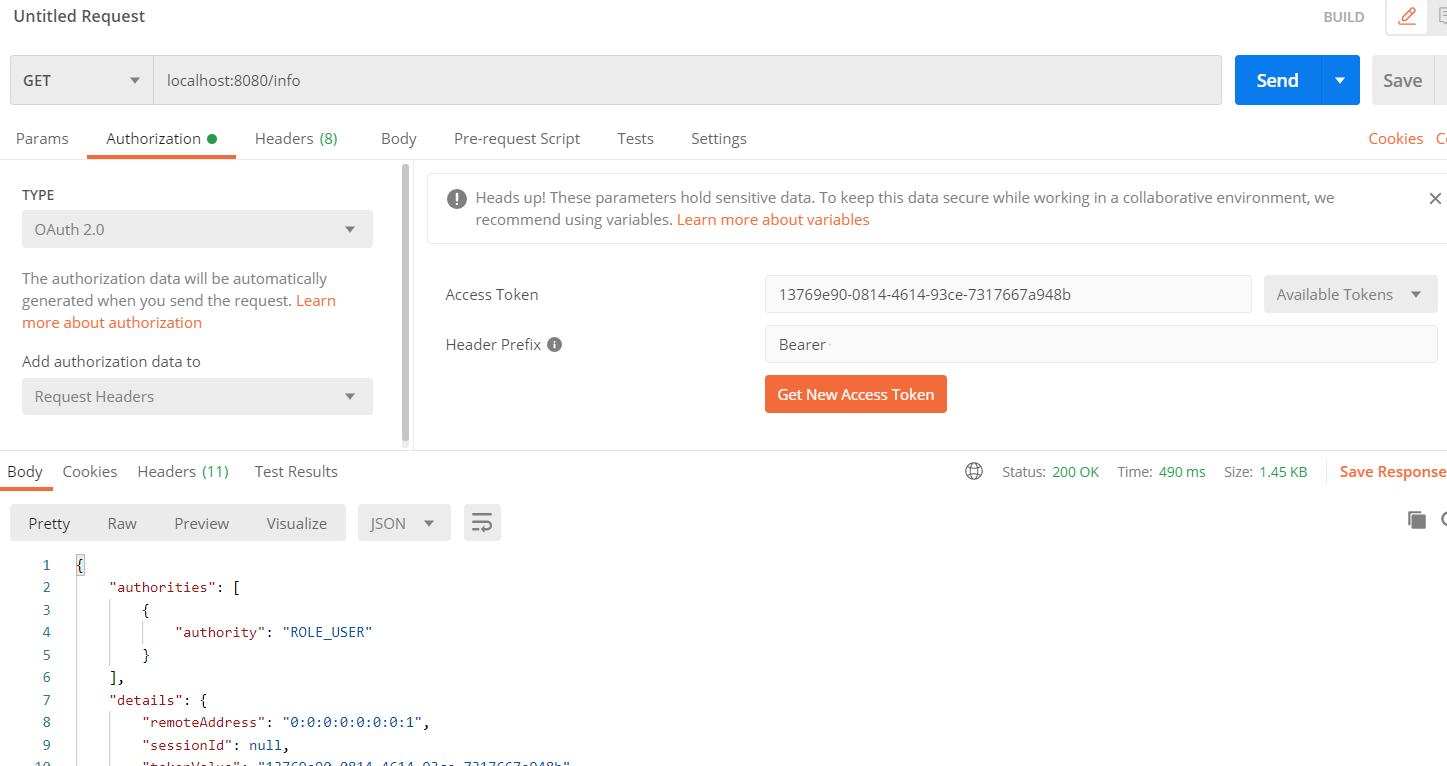 Untitled Request
BUILD
GET
localhost:8080/info
Send
Save
Params
Authorization
Headers (8)
Body
Pre-request Script
Tests
Settings
Cookies
TYPE
OAuth 2.0
The authorization data will be automatically
generated when you send the request. Learn
more about authorization
Add authorization data to
Request Headers
Heads up! These parameters hold sensitive data. To keep this data secure while working in a collaborative environment, we
recommend using variables. Learn more about variables
Access Token
13769e90-0814-4614-93ce-7317667a948b
Available Tokens
Header Prefix
Bearer
Get New Access Token
Body
Cookies
Headers (11)
Test Results
Status: 200 OK
Time: 490 ms
Size: 1.45 KB
Save Response
Pretty
Raw
Preview
Visualize
JSON
1 {
2 "authorities": [
3 {
4 "authority": "ROLE_USER"
5 }
6 ],
7 "details": {
8 "remoteAddress": "0:0:0:0:0:0:0:1",
9 "sessionId": null,
10 "tokenValue": "13769e90-0814-4614-93ce-7317667a948b"